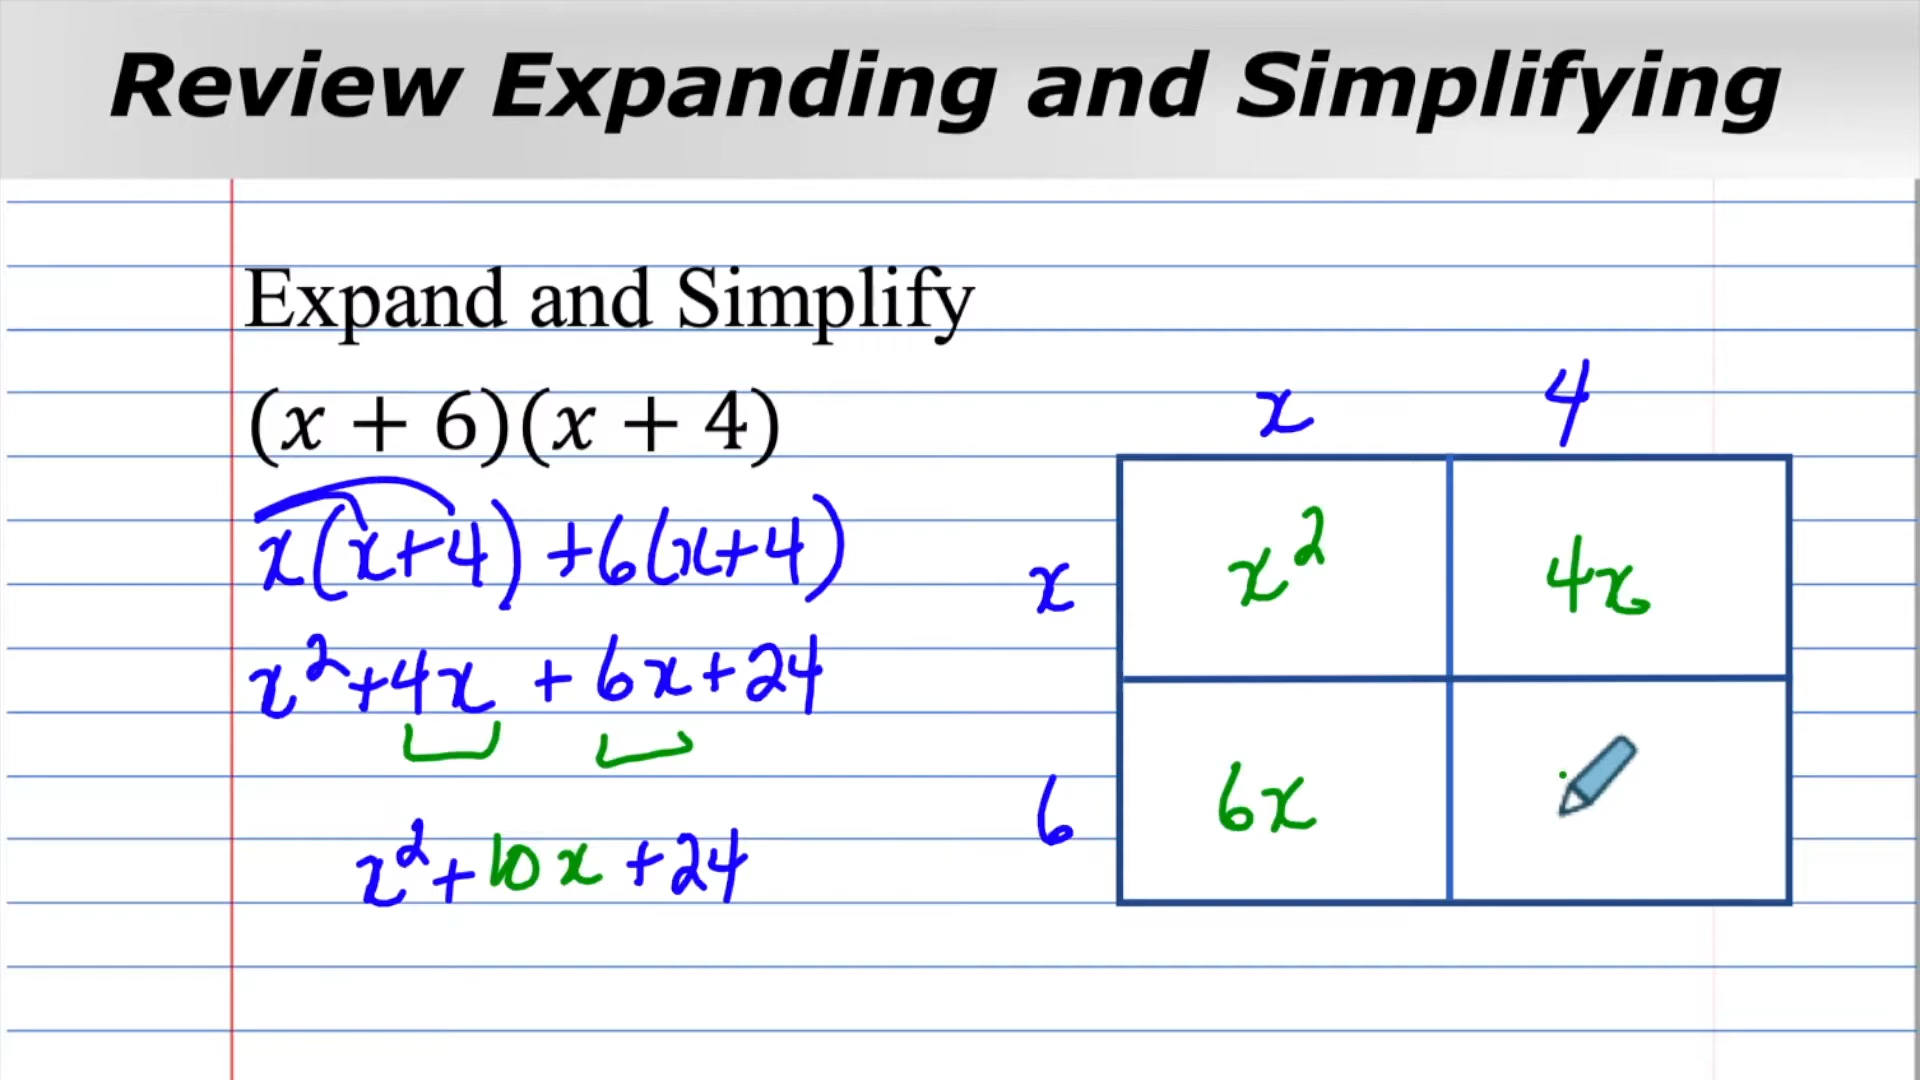 Review Expanding and Simplifying
Expand and Simplify
(x + 6)(x + 4)
x(x+4) +6(x+4)
x²+4x + 6x+24
x²+10x+24
x 4
x x² 4x
6 6x